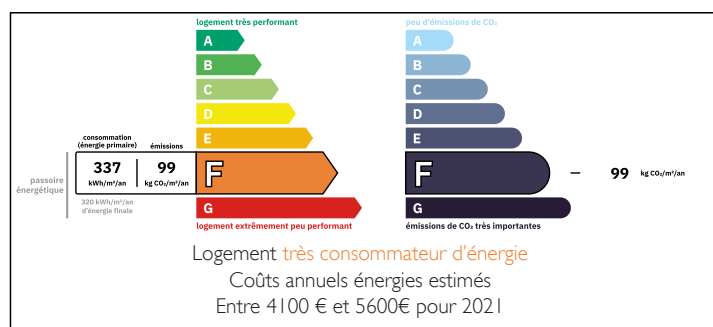 logement très performant
A
B
C
D
E
consommation
(énergie primaire)
émissions
337
kWh/m²/an
99
kg CO₂/m²/an
F
passoire
énergétique
320 kWh/m²/an
d'énergie finale
G
logement extrêmement peu performant
peu d'émissions de CO₂
A
B
C
D
E
F
99 kg CO₂/m²/an
G
émissions de CO₂ très importantes
Logement très consommateur d'énergie
Coûts annuels énergies estimés
Entre 4100 € et 5600€ pour 2021